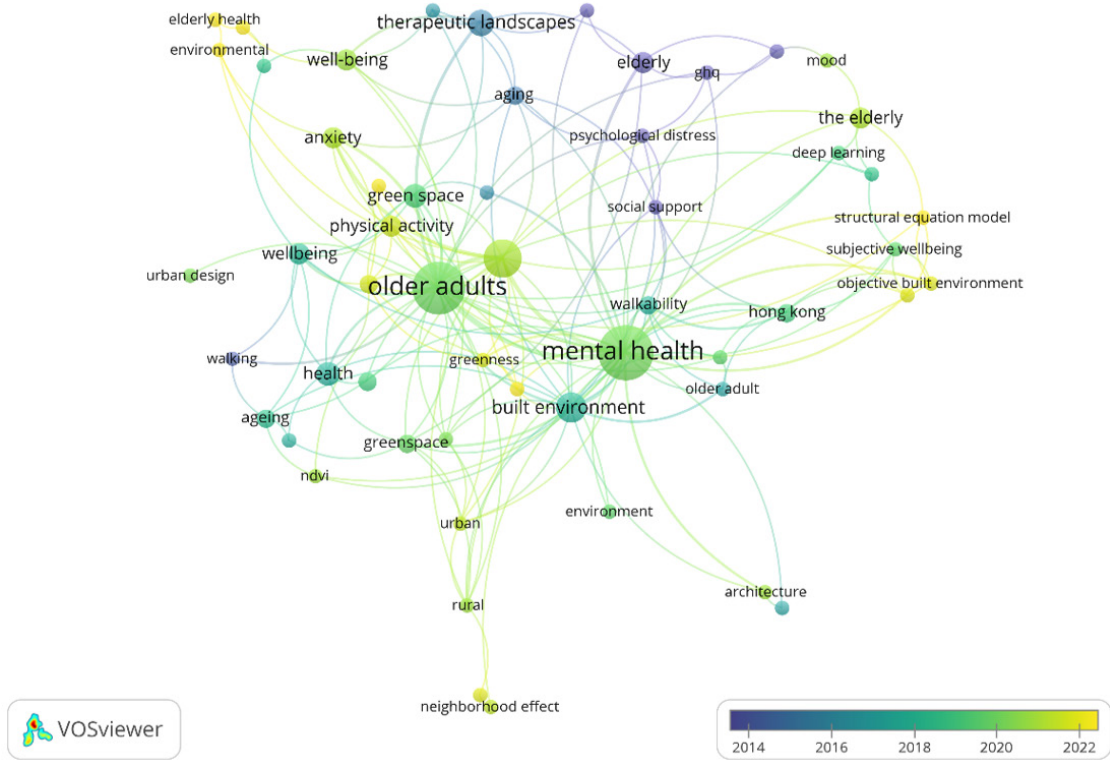 elderly health
therapeutic landscapes
environmental
well-being
elderly
mood
ghq
aging
the elderly
anxiety
psychological distress
deep learning
green space
social support
structural equation model
physical activity
wellbeing
subjective wellbeing
urban design
older adults
objective built environment
walkability
hong kong
mental health
walking
greenness
health
older adult
built environment
ageing
greenspace
ndvi
environment
urban
architecture
rural
neighborhood effect
VOSviewer
2014 2016 2018 2020 2022